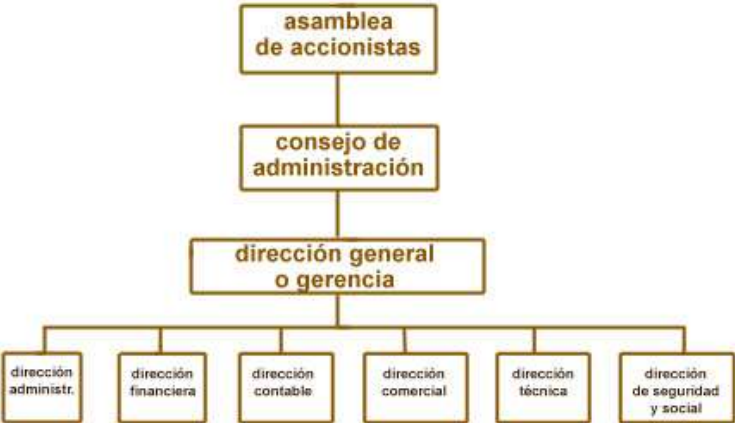 asamblea
de accionistas
consejo de
administración
dirección general
o gerencia
dirección
administr.
dirección
financiera
dirección
contable
dirección
comercial
dirección
técnica
dirección
de seguridad
y social